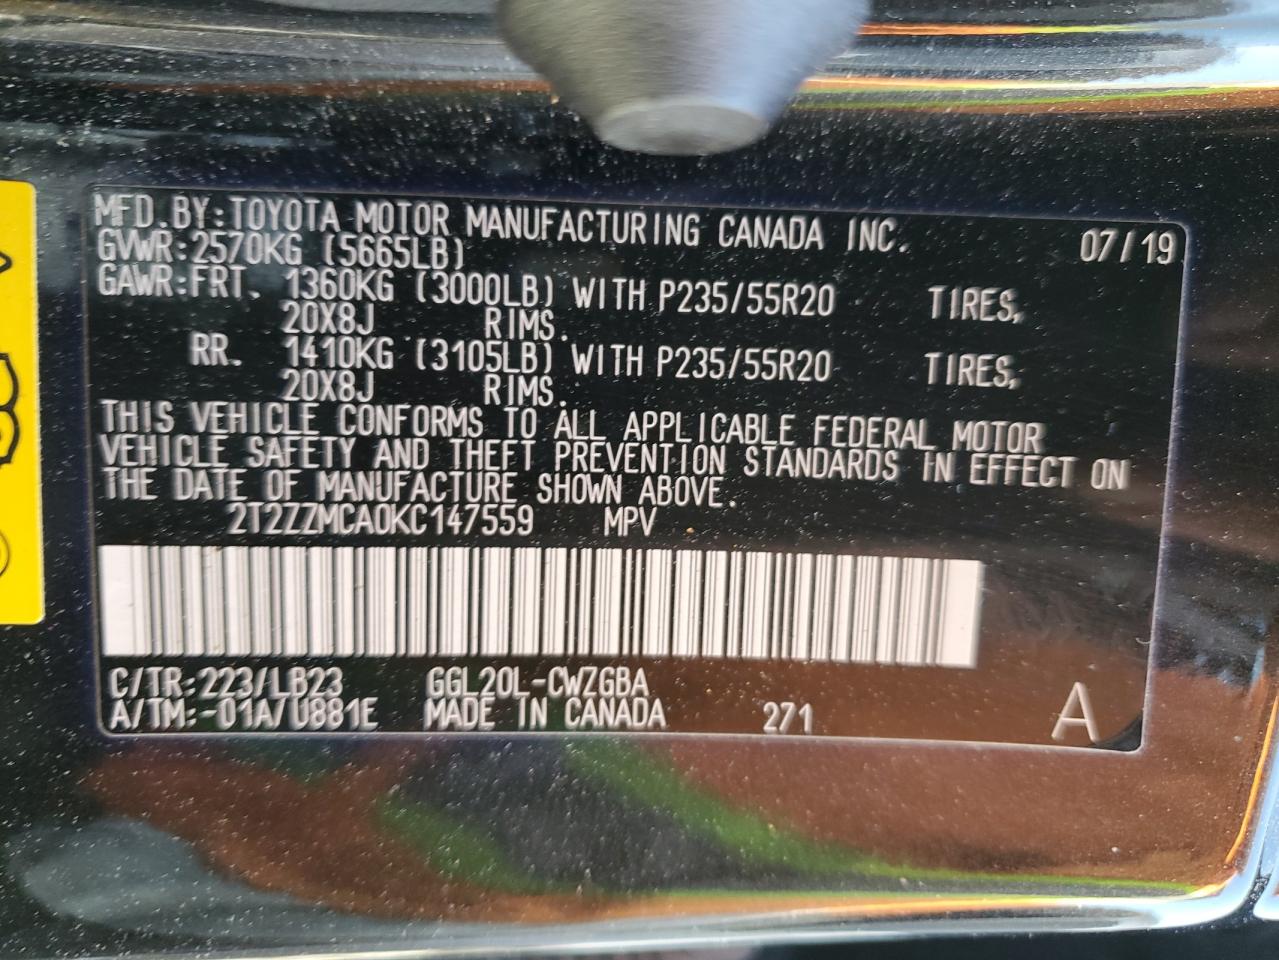 MFD.BY:TOYOTA MOTOR MANUFACTURING CANADA INC. 07/19
GVWR:2570KG (5665LB)
GAWR:FRT. 1360KG (3000LB) WITH P235/55R20 TIRES,
20X8J RIMS.
RR. 1410KG (3105LB) WITH P235/55R20 TIRES,
20X8J RIMS.
THIS VEHICLE CONFORMS TO ALL APPLICABLE FEDERAL MOTOR
VEHICLE SAFETY AND THEFT PREVENTION STANDARDS IN EFFECT ON
THE DATE OF MANUFACTURE SHOWN ABOVE.
2T2ZZMCA0KC147559 MPV
C/TR:223/LB23 GGL20L-CWZGBA
A/TM:-01A/U881E MADE IN CANADA 271 A